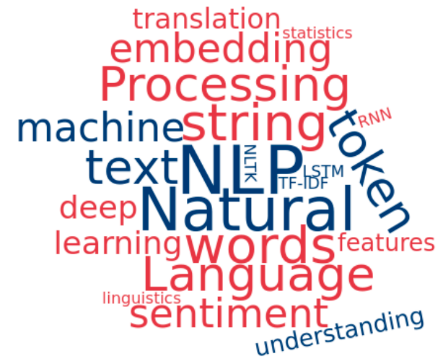 translation
statistics
embedding
Processing
machine
string
RNN
token
text
NLP
NLTK
LSTM
TF-IDF
deep
Natural
learning
words
features
Language
linguistics
sentiment
understanding